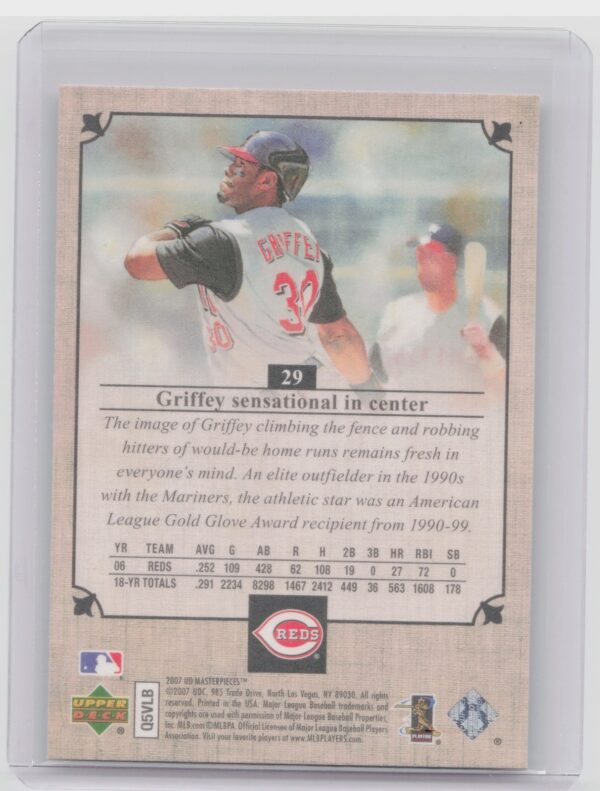 GRIFFEY
30
30
29
Griffey sensational in center
The image of Griffey climbing the fence and robbing
hitters of would-be home runs remains fresh in
everyone's mind. An elite outfielder in the 1990s
with the Mariners, the athletic star was an American
League Gold Glove Award recipient from 1990-99.
YR TEAM AVG G AB R H 2B 3B HR RBI SB
06 REDS .252 109 428 62 108 19 0 27 72 0
18-YR TOTALS .291 2234 8298 1467 2412 449 36 563 1608 178
REDS
UPPER
DECK
Q5VLB
2007 UD MASTERPIECES™
©2007 UDC. 985 Trade Drive, North Las Vegas, NV 89030. All rights
reserved. Printed in the USA. Major League Baseball trademarks and
copyrights are used with permission of Major League Baseball Properties,
Inc. MLB.com ©MLBPA. Official Licensee of Major League Baseball Players
Association. Visit your favorite players at www.MLBPLAYERS.com.
PLAYERS